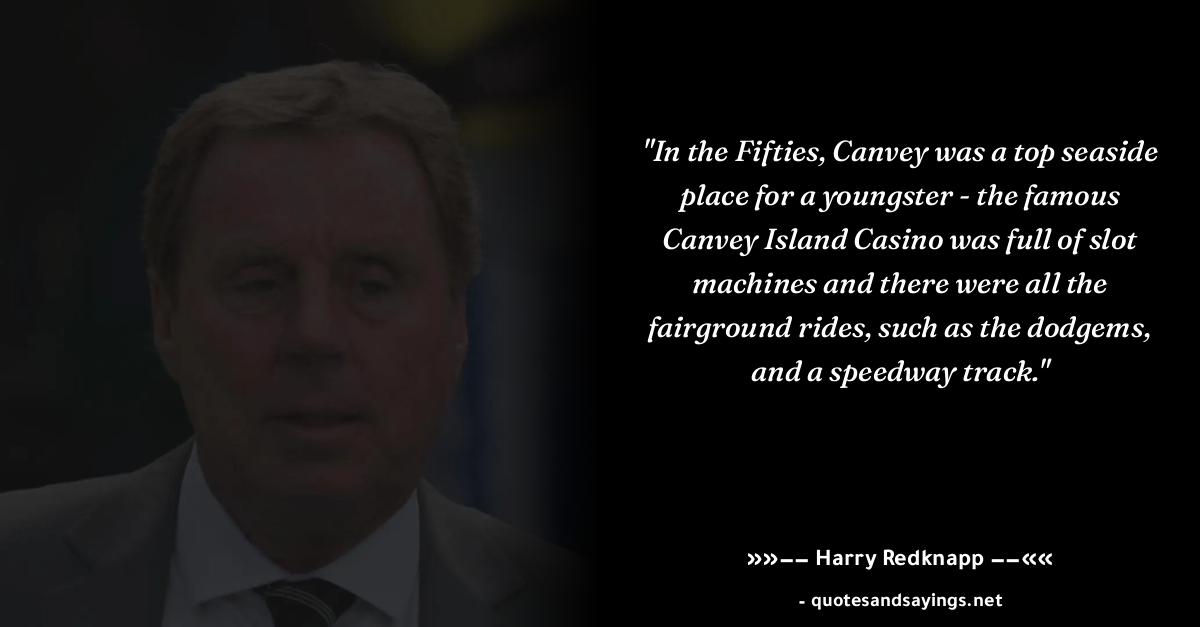 "In the Fifties, Canvey was a top seaside
place for a youngster - the famous
Canvey Island Casino was full of slot
machines and there were all the
fairground rides, such as the dodgems,
and a speedway track."
»»―― Harry Redknapp ――««
- quotesandsayings.net